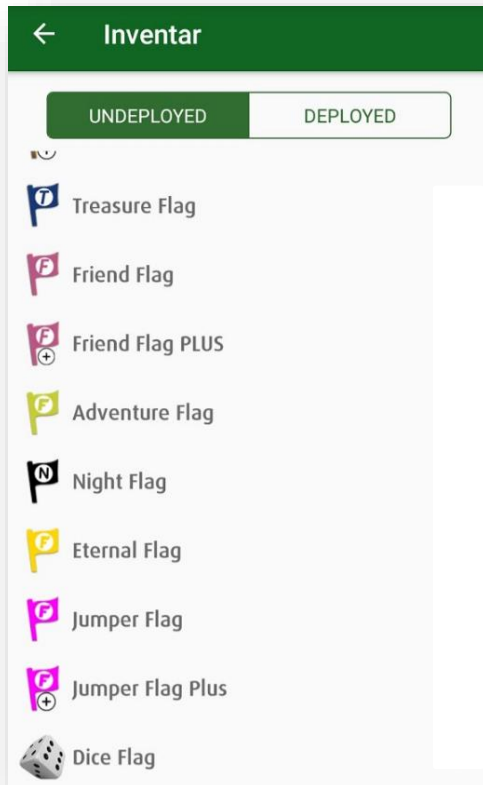 Inventar
UNDEPLOYED DEPLOYED
T Treasure Flag
F Friend Flag
F Friend Flag PLUS
F Adventure Flag
N Night Flag
F Eternal Flag
F Jumper Flag
F Jumper Flag Plus
Dice Flag